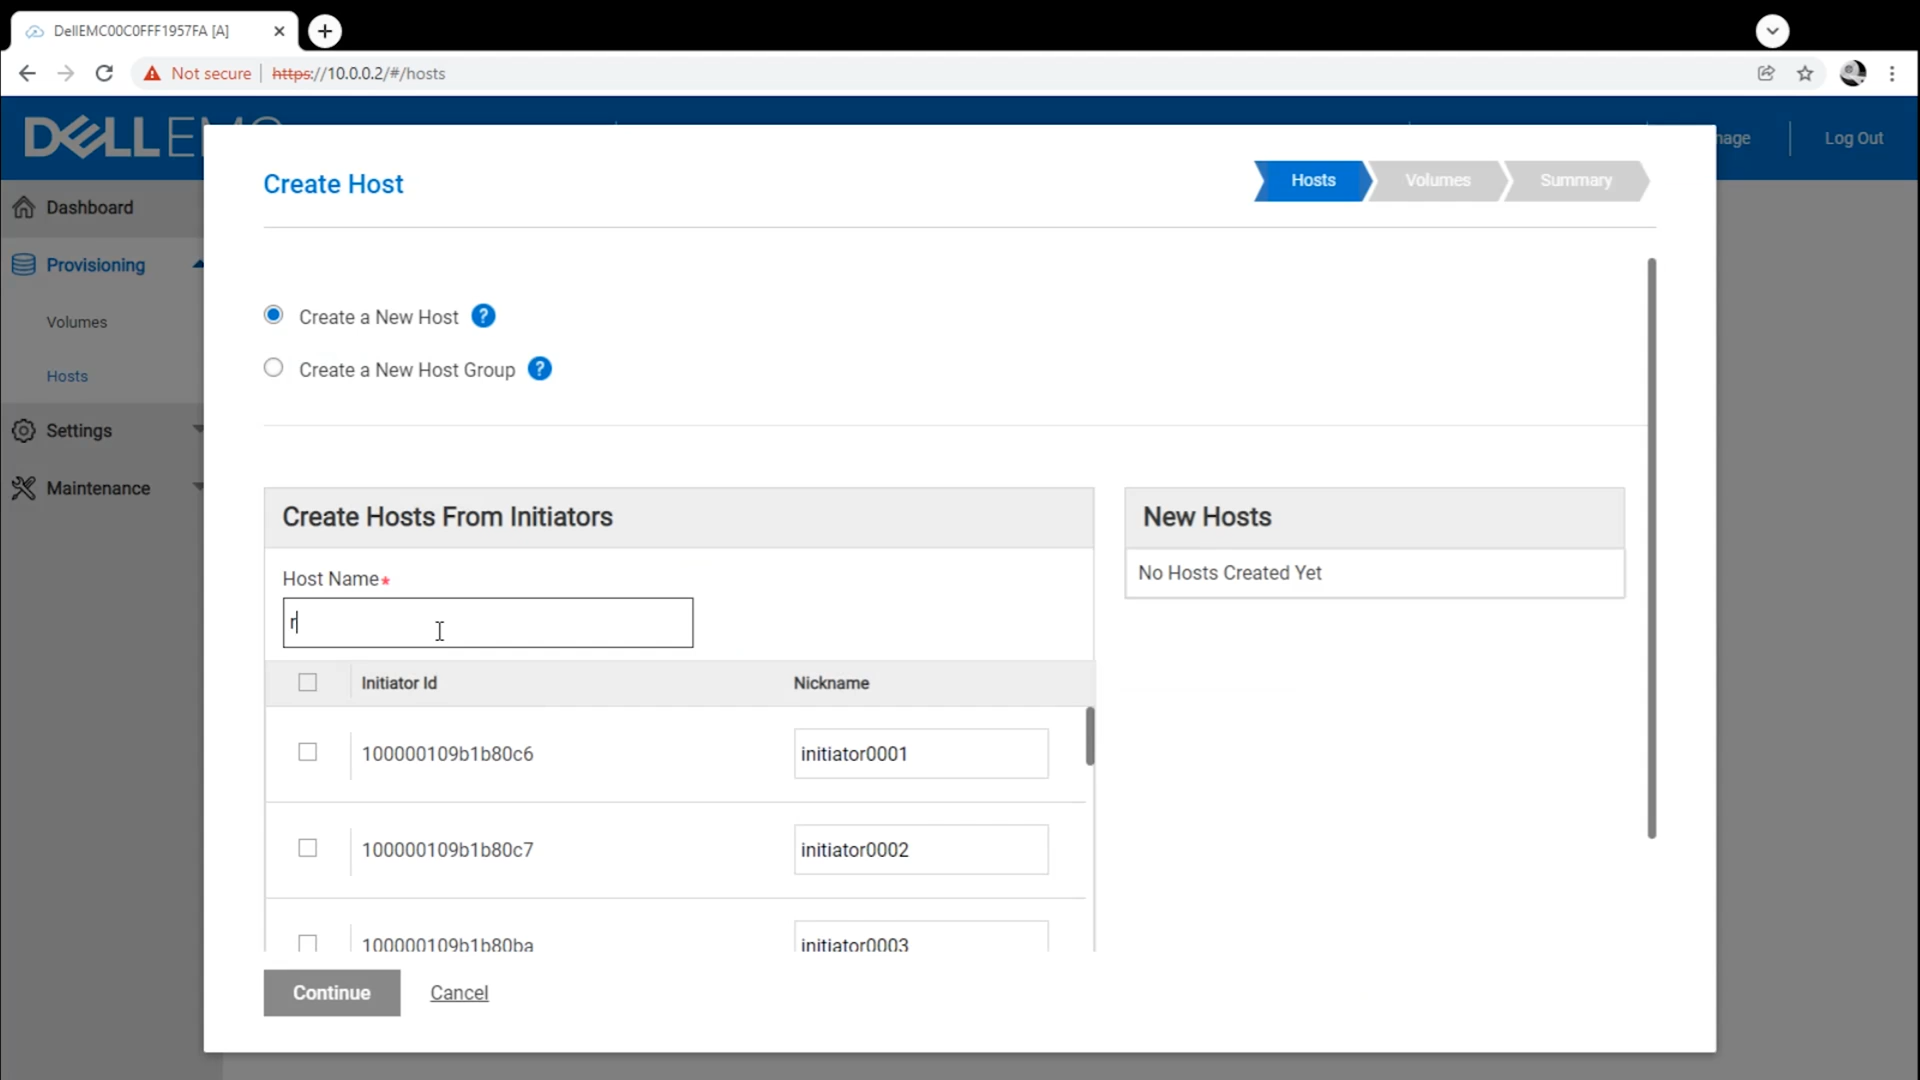 DellEMC00C0FFF1957FA [A]
Not secure
https://10.0.0.2/#/hosts
DELLEMC
nage
Log Out
Create Host
Hosts
Volumes
Summary
Dashboard
Provisioning
Volumes
Hosts
Settings
Maintenance
Create a New Host ?
Create a New Host Group ?
Create Hosts From Initiators
New Hosts
Host Name*
No Hosts Created Yet
r
Initiator Id
Nickname
100000109b1b80c6
initiator0001
100000109b1b80c7
initiator0002
100000109b1b80ba
initiator0003
Continue
Cancel